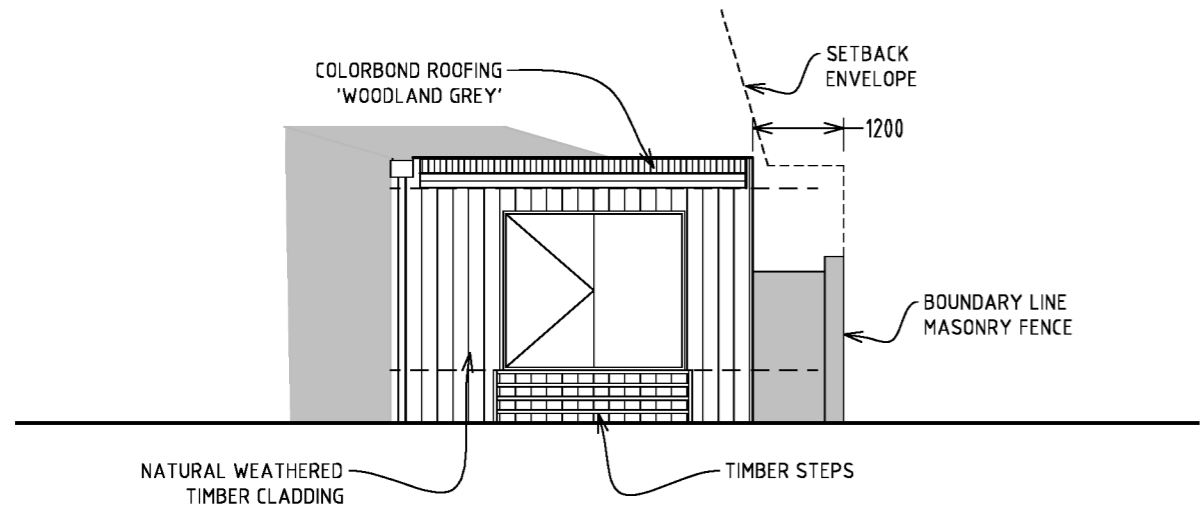 COLORBOND ROOFING
'WOODLAND GREY'
SETBACK
ENVELOPE
1200
BOUNDARY LINE
MASONRY FENCE
NATURAL WEATHERED
TIMBER CLADDING
TIMBER STEPS